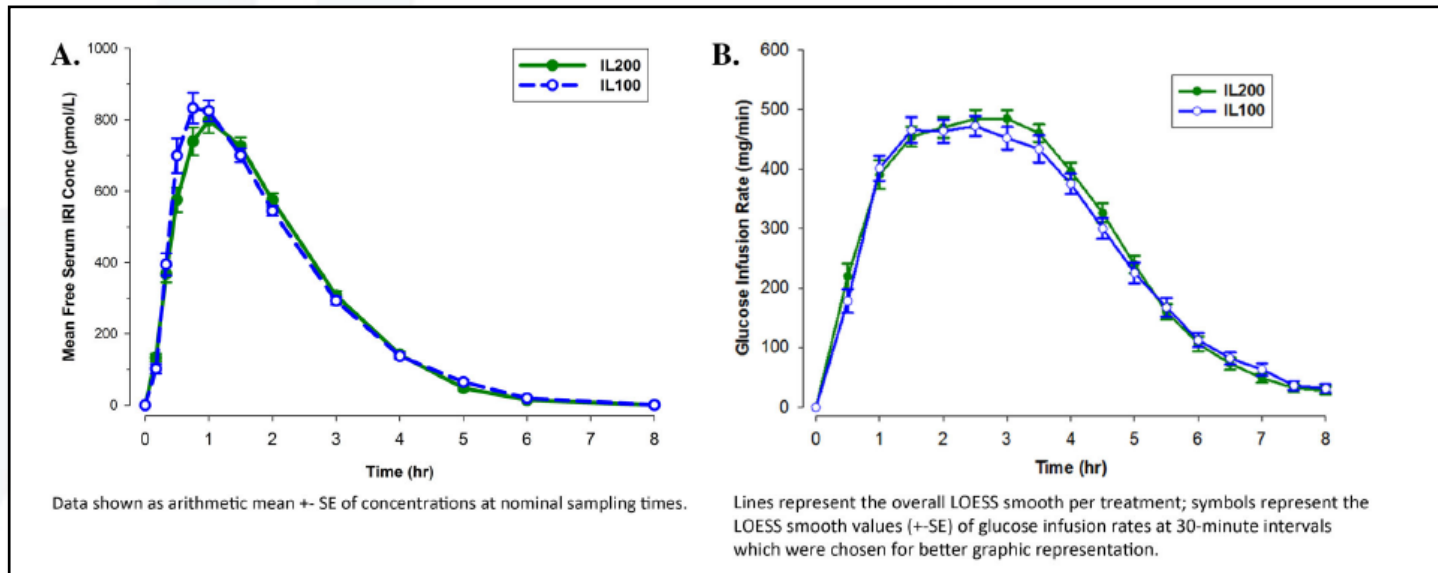 A.
1000
800
600
400
200
0
Mean Free Serum IRI Conc (pmol/L)
IL200
IL100
0 1 2 3 4 5 6 7 8
Time (hr)
Data shown as arithmetic mean +- SE of concentrations at nominal sampling times.
B.
600
500
400
300
200
100
0
Glucose Infusion Rate (mg/min)
IL200
IL100
0 1 2 3 4 5 6 7 8
Time (hr)
Lines represent the overall LOESS smooth per treatment; symbols represent the
LOESS smooth values (+-SE) of glucose infusion rates at 30-minute intervals
which were chosen for better graphic representation.